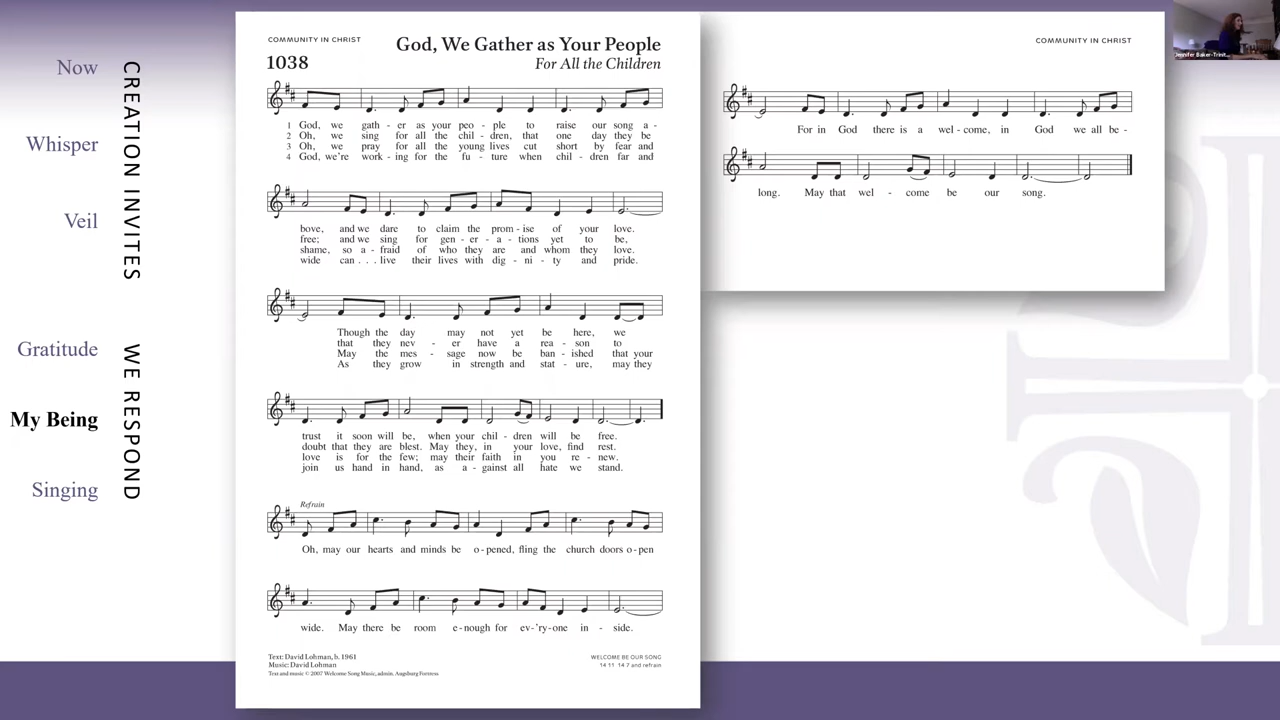 Now
Whisper
Veil
Gratitude
My Being
Singing
CREATION INVITES
WE RESPOND
COMMUNITY IN CHRIST
1038
God, We Gather as Your People
For All the Children
1 God, we gath - er as your peo - ple to raise our song a -
2 Oh, we sing for all the chil - dren, that one day they be
3 Oh, we pray for all the young lives cut short by fear and
4 God, we're work - ing for the fu - ture when chil - dren far and
bove, and we dare to claim the prom - ise of your love.
free; and we sing for gen - er - a - tions yet to be,
shame, so a - fraid of who they are and whom they love.
wide can . . . live their lives with dig - ni - ty and pride.
Though the day may not yet be here, we
that they nev - er have a rea - son to
May the mes - sage now be ban - ished that your
As they grow in strength and stat - ure, may they
trust it soon will be, when your chil - dren will be free.
doubt that they are blest. May they, in your love, find rest.
love is for the few; may their faith in you re - new.
join us hand in hand, as a - gainst all hate we stand.
Refrain
Oh, may our hearts and minds be o - pened, fling the church doors o - pen
wide. May there be room e - nough for ev - 'ry - one in - side.
Text: David Lohman, b. 1961
Music: David Lohman
Text and music © 2007 Welcome Song Music, admin. Augsburg Fortress
WELCOME BE OUR SONG
14 11 14 7 and refrain
COMMUNITY IN CHRIST
For in God there is a wel - come, in God we all be -
long. May that wel - come be our song.
Jennifer Baker-Trinit...